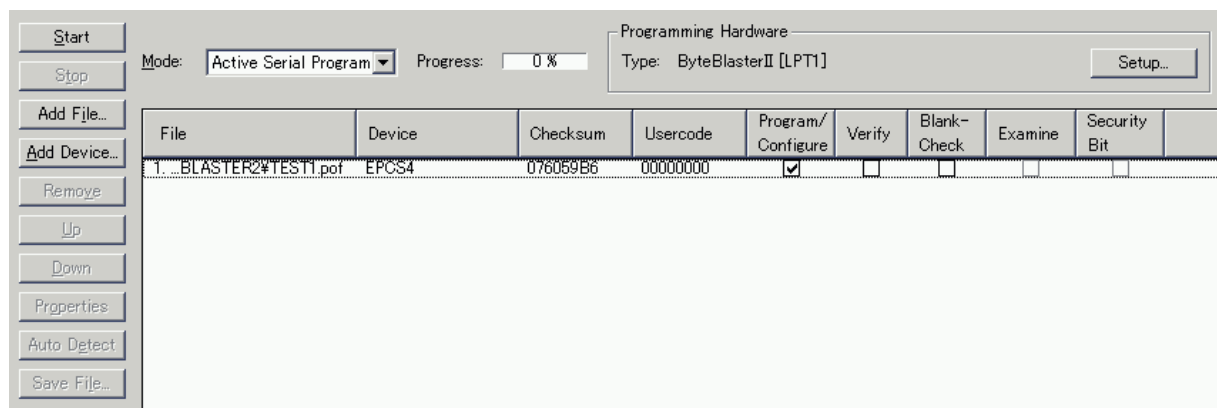 Start
Stop
Add File...
Add Device...
Remove
Up
Down
Properties
Auto Detect
Save File...
Mode: Active Serial Program Progress: 0 %
Programming Hardware
Type: ByteBlasterⅡ [LPT1] Setup...
File Device Checksum Usercode Program/ Configure Verify Blank- Check Examine Security Bit
1. ...BLASTER2¥TEST1.pof EPCS4 076059B6 00000000